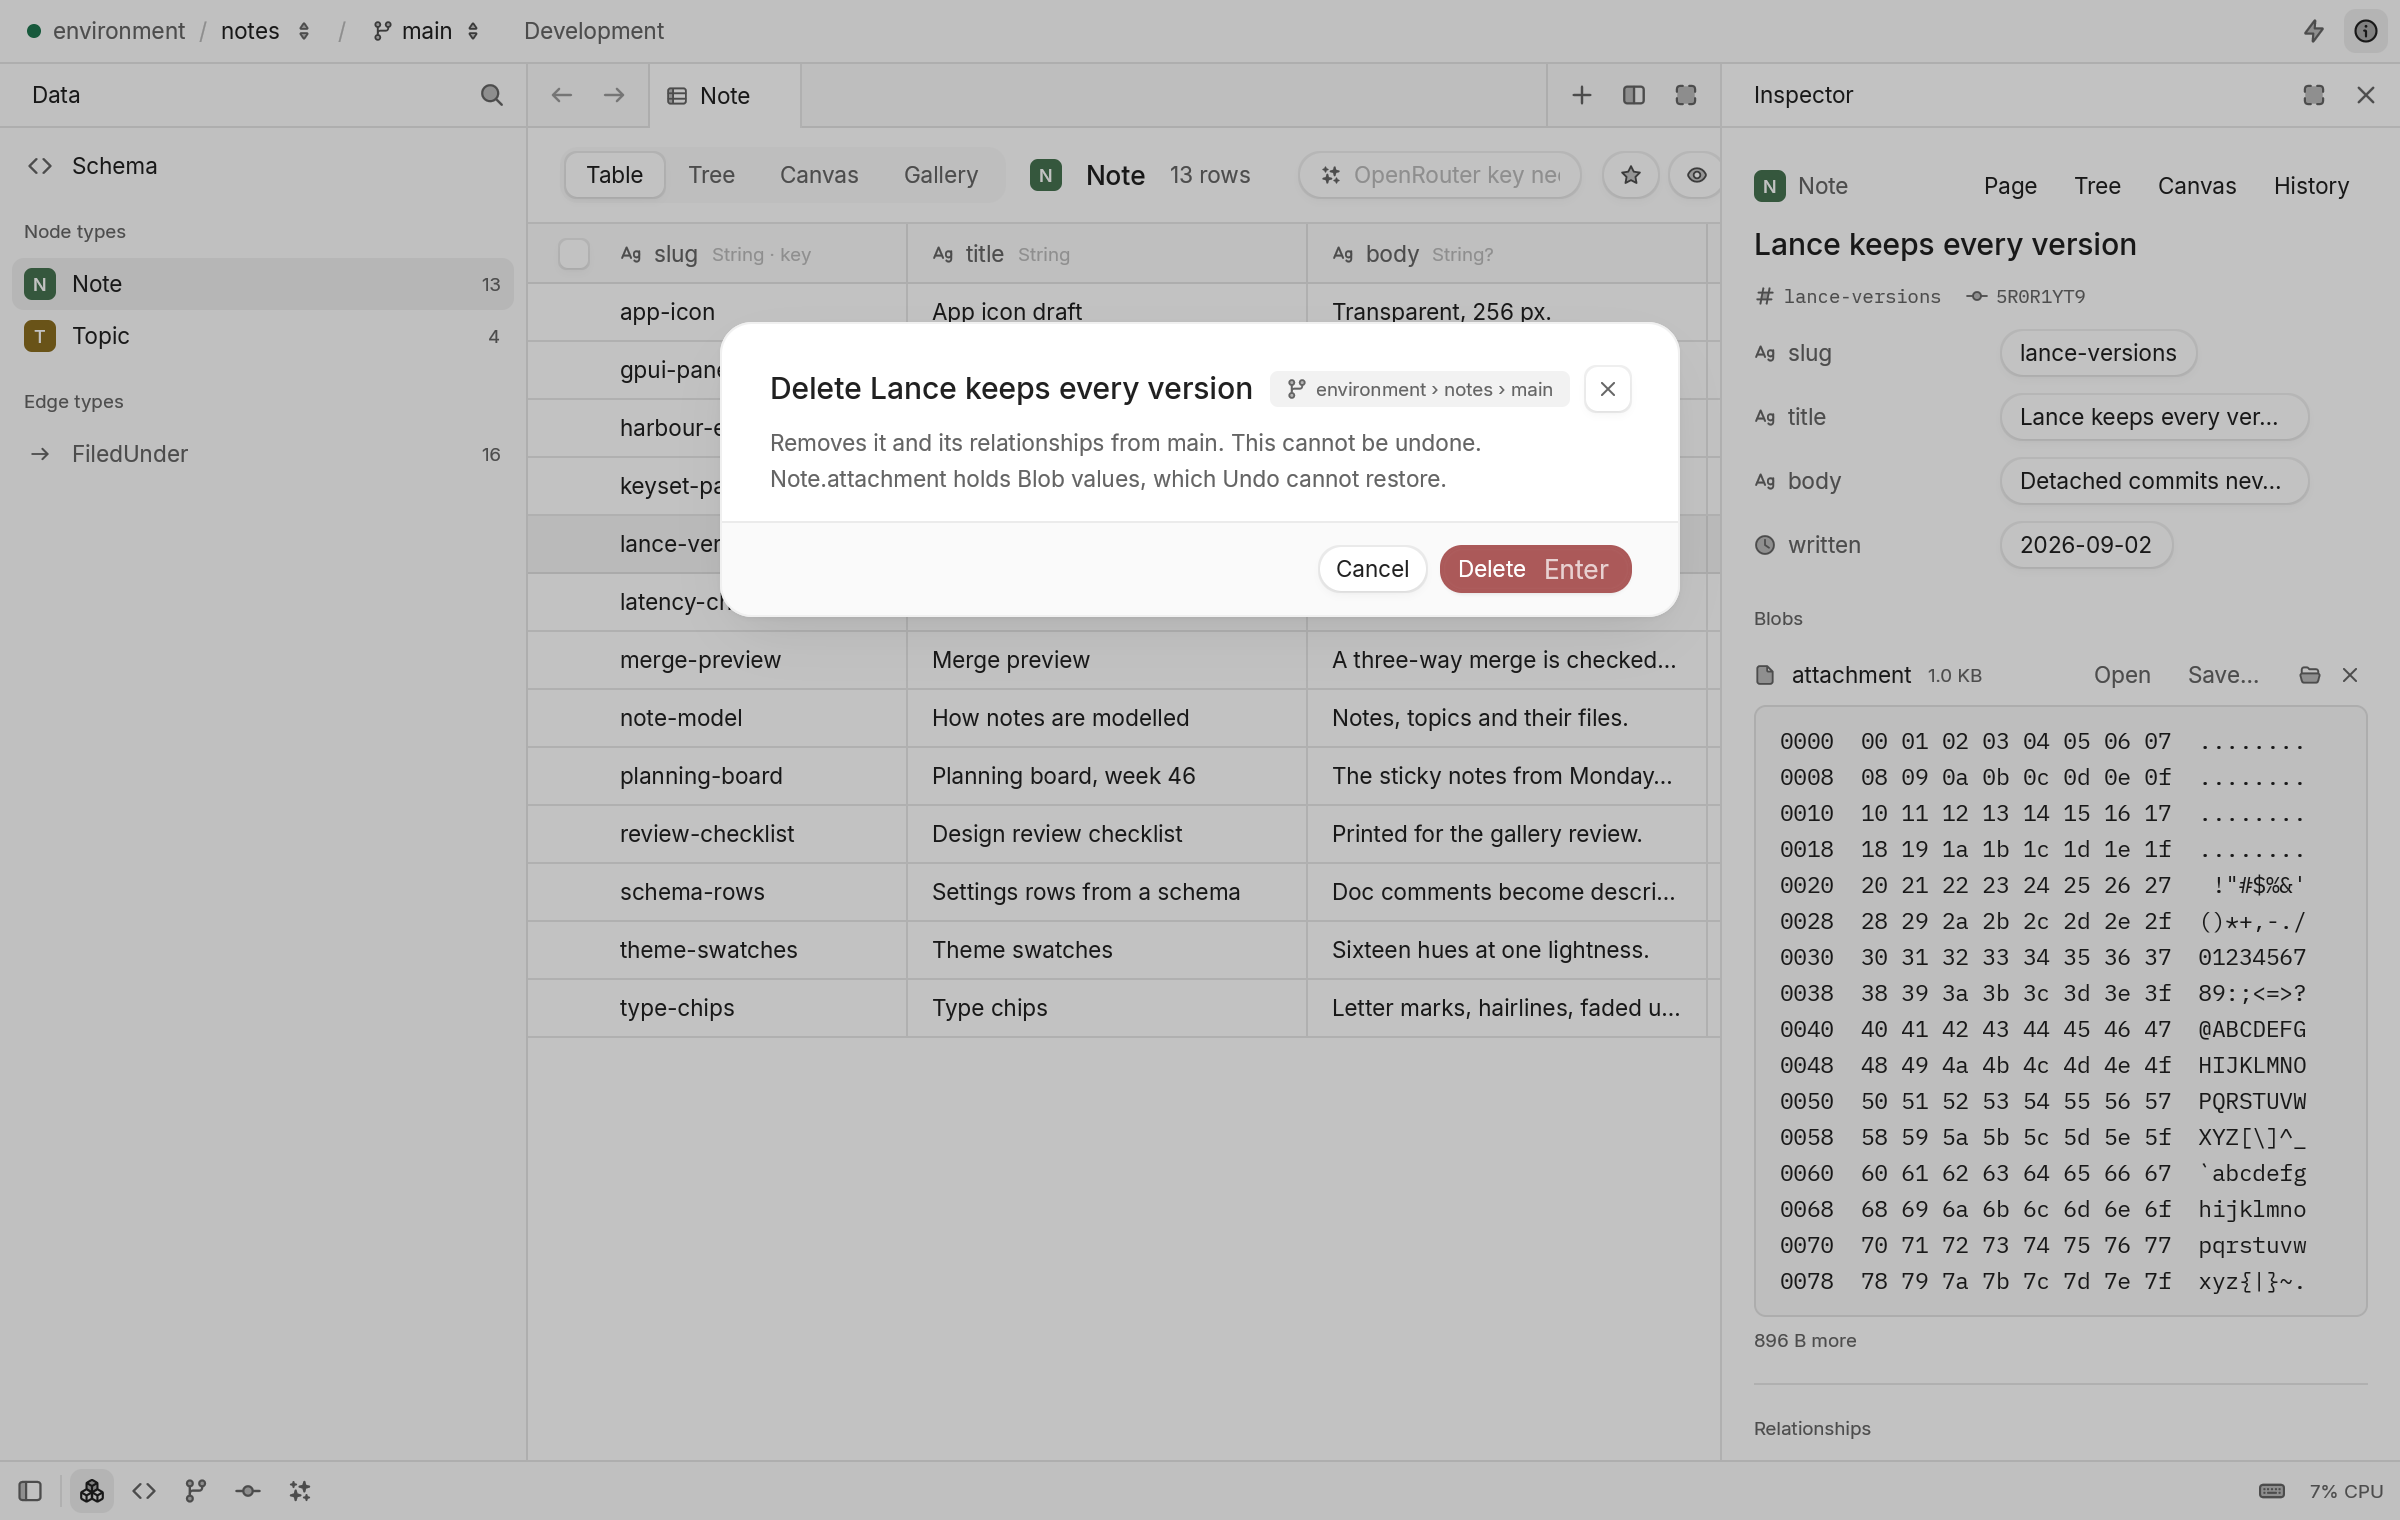 environment / notes / main Development
Data
Note
Inspector
Schema
Node types
N Note 13
T Topic 4
Edge types
FiledUnder 16
Table Tree Canvas Gallery N Note 13 rows OpenRouter key nee
slug String · key title String body String?
app-icon App icon draft Transparent, 256 px.
gpui-pane
harbour-e
keyset-pa
lance-ver
latency-ch
merge-preview Merge preview A three-way merge is checked…
note-model How notes are modelled Notes, topics and their files.
planning-board Planning board, week 46 The sticky notes from Monday…
review-checklist Design review checklist Printed for the gallery review.
schema-rows Settings rows from a schema Doc comments become descri…
theme-swatches Theme swatches Sixteen hues at one lightness.
type-chips Type chips Letter marks, hairlines, faded u…
Delete Lance keeps every version environment › notes › main
Removes it and its relationships from main. This cannot be undone.
Note.attachment holds Blob values, which Undo cannot restore.
Cancel Delete Enter
N Note Page Tree Canvas History
Lance keeps every version
# lance-versions 5R0R1YT9
slug lance-versions
title Lance keeps every ver…
body Detached commits nev…
written 2026-09-02
Blobs
attachment 1.0 KB Open Save…
0000 00 01 02 03 04 05 06 07 ........
0008 08 09 0a 0b 0c 0d 0e 0f ........
0010 10 11 12 13 14 15 16 17 ........
0018 18 19 1a 1b 1c 1d 1e 1f ........
0020 20 21 22 23 24 25 26 27  !"#$%&'
0028 28 29 2a 2b 2c 2d 2e 2f ()*+,-./
0030 30 31 32 33 34 35 36 37 01234567
0038 38 39 3a 3b 3c 3d 3e 3f 89:;<=>?
0040 40 41 42 43 44 45 46 47 @ABCDEFG
0048 48 49 4a 4b 4c 4d 4e 4f HIJKLMNO
0050 50 51 52 53 54 55 56 57 PQRSTUVW
0058 58 59 5a 5b 5c 5d 5e 5f XYZ[\]^_
0060 60 61 62 63 64 65 66 67 `abcdefg
0068 68 69 6a 6b 6c 6d 6e 6f hijklmno
0070 70 71 72 73 74 75 76 77 pqrstuvw
0078 78 79 7a 7b 7c 7d 7e 7f xyz{|}~.
896 B more
Relationships
7% CPU